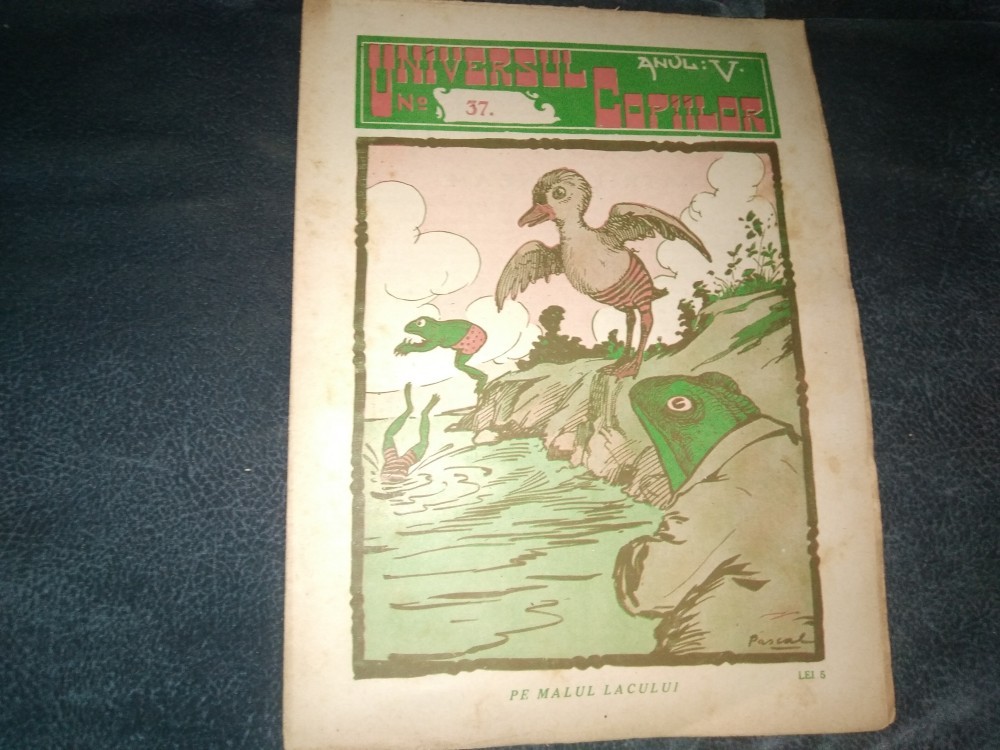 UNIVERSUL
ANUL: V.
No 37.
COPIILOR
Pascal
LEI 5
PE MALUL LACULUI